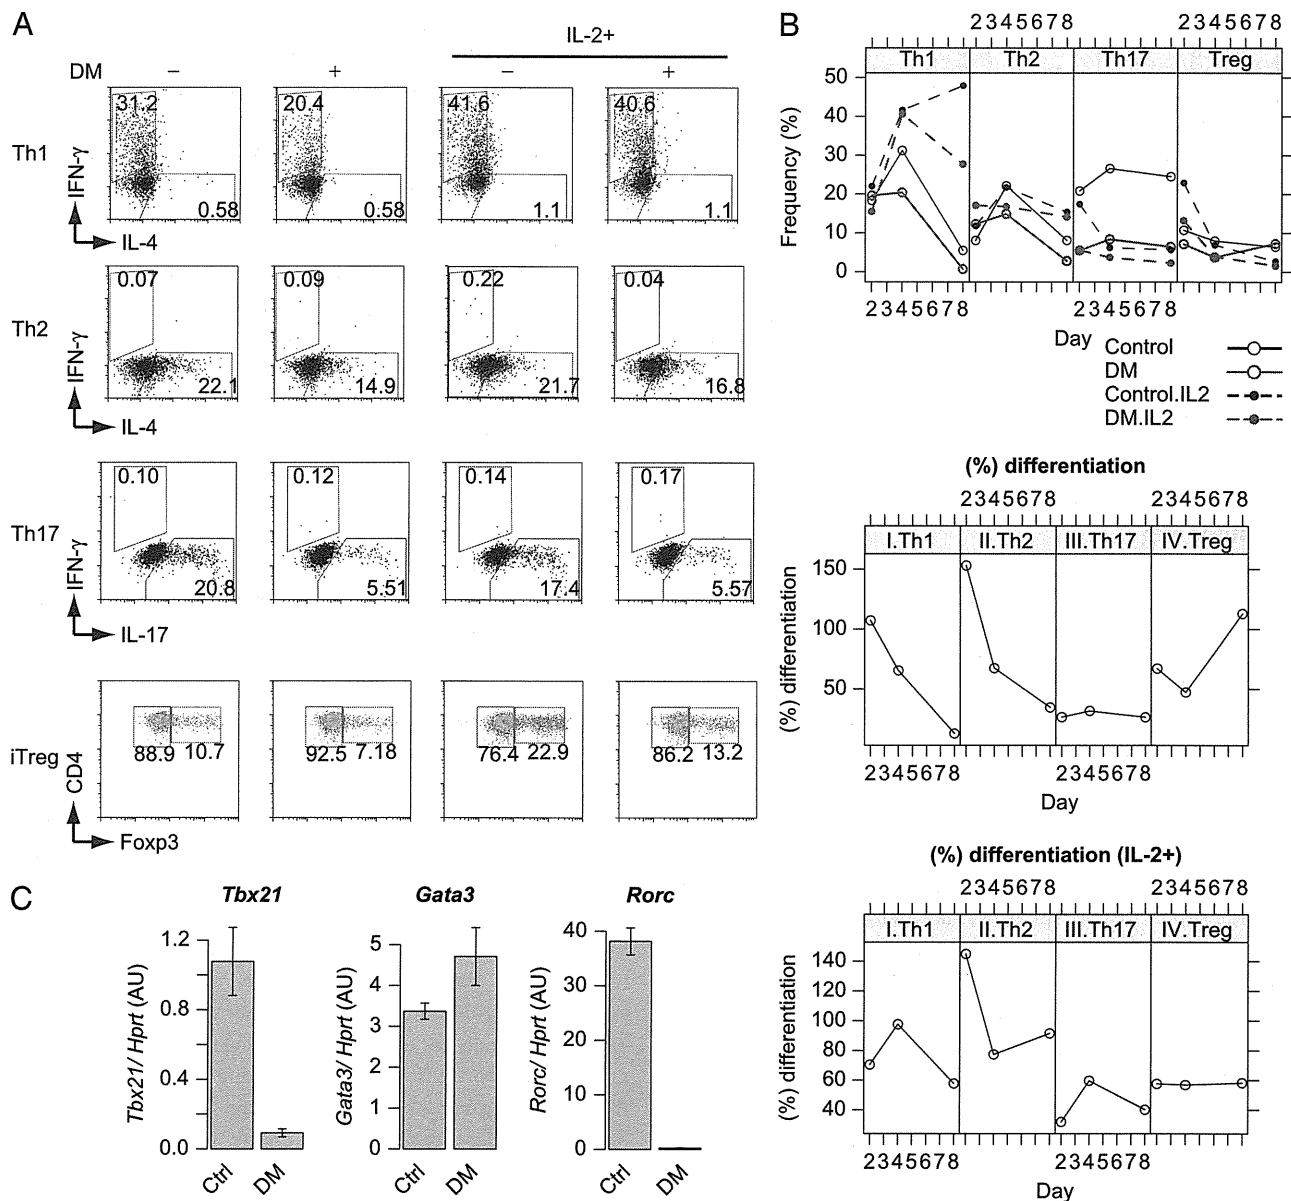 A
IL-2+
DM − + − +
Th1
IFN-γ
31.2
0.58
20.4
0.58
41.6
1.1
40.6
1.1
IL-4
Th2
IFN-γ
0.07
22.1
0.09
14.9
0.22
21.7
0.04
16.8
IL-4
Th17
IFN-γ
0.10
20.8
0.12
5.51
0.14
17.4
0.17
5.57
IL-17
iTreg
CD4
88.9 10.7
92.5 7.18
76.4 22.9
86.2 13.2
Foxp3
B
2345678 2345678
Th1 Th2 Th17 Treg
Frequency (%)
50
40
30
20
10
0
2345678 2345678
Day
Control
DM
Control.IL2
DM.IL2
(%) differentiation
2345678 2345678
I.Th1 II.Th2 III.Th17 IV.Treg
(%) differentiation
150
100
50
2345678 2345678
Day
(%) differentiation (IL-2+)
2345678 2345678
I.Th1 II.Th2 III.Th17 IV.Treg
(%) differentiation
140
120
100
80
60
40
2345678 2345678
Day
C
Tbx21
Tbx21/ Hprt (AU)
1.2
0.8
0.4
0.0
Ctrl DM
Gata3
Gata3/ Hprt (AU)
5
4
3
2
1
0
Ctrl DM
Rorc
Rorc/ Hprt (AU)
40
30
20
10
0
Ctrl DM